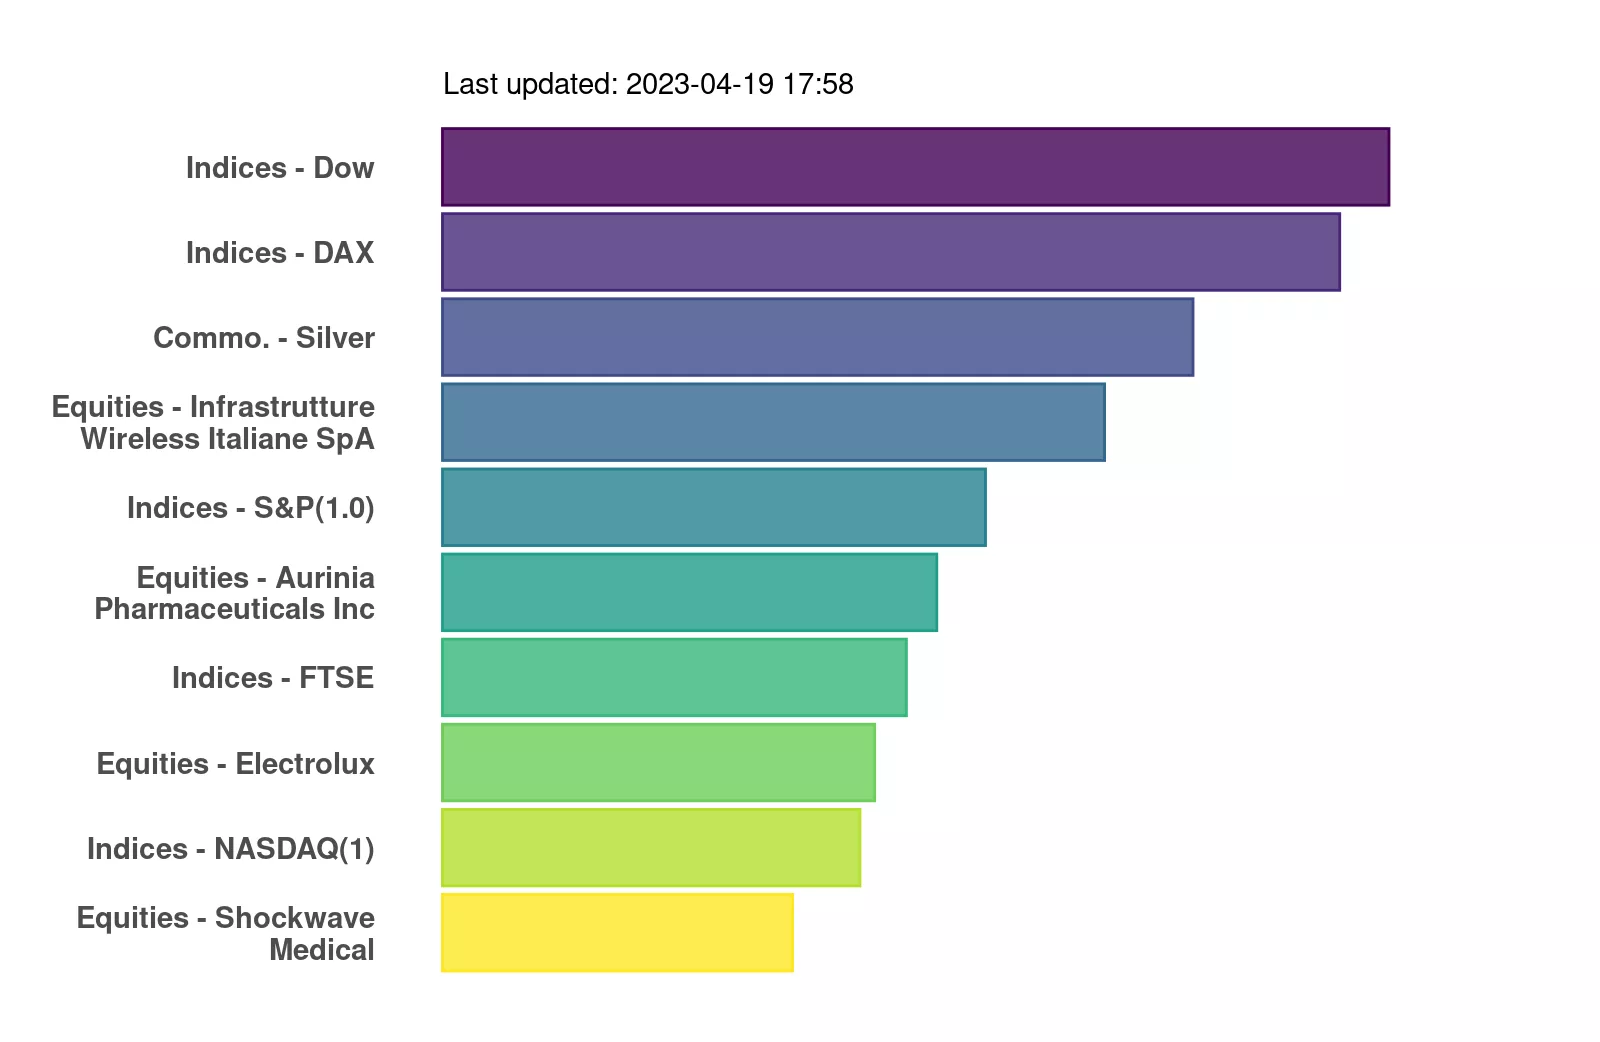 Last updated: 2023-04-19 17:58
Indices - Dow
Indices - DAX
Commo. - Silver
Equities - Infrastrutture
Wireless Italiane SpA
Indices - S&P(1.0)
Equities - Aurinia
Pharmaceuticals Inc
Indices - FTSE
Equities - Electrolux
Indices - NASDAQ(1)
Equities - Shockwave
Medical